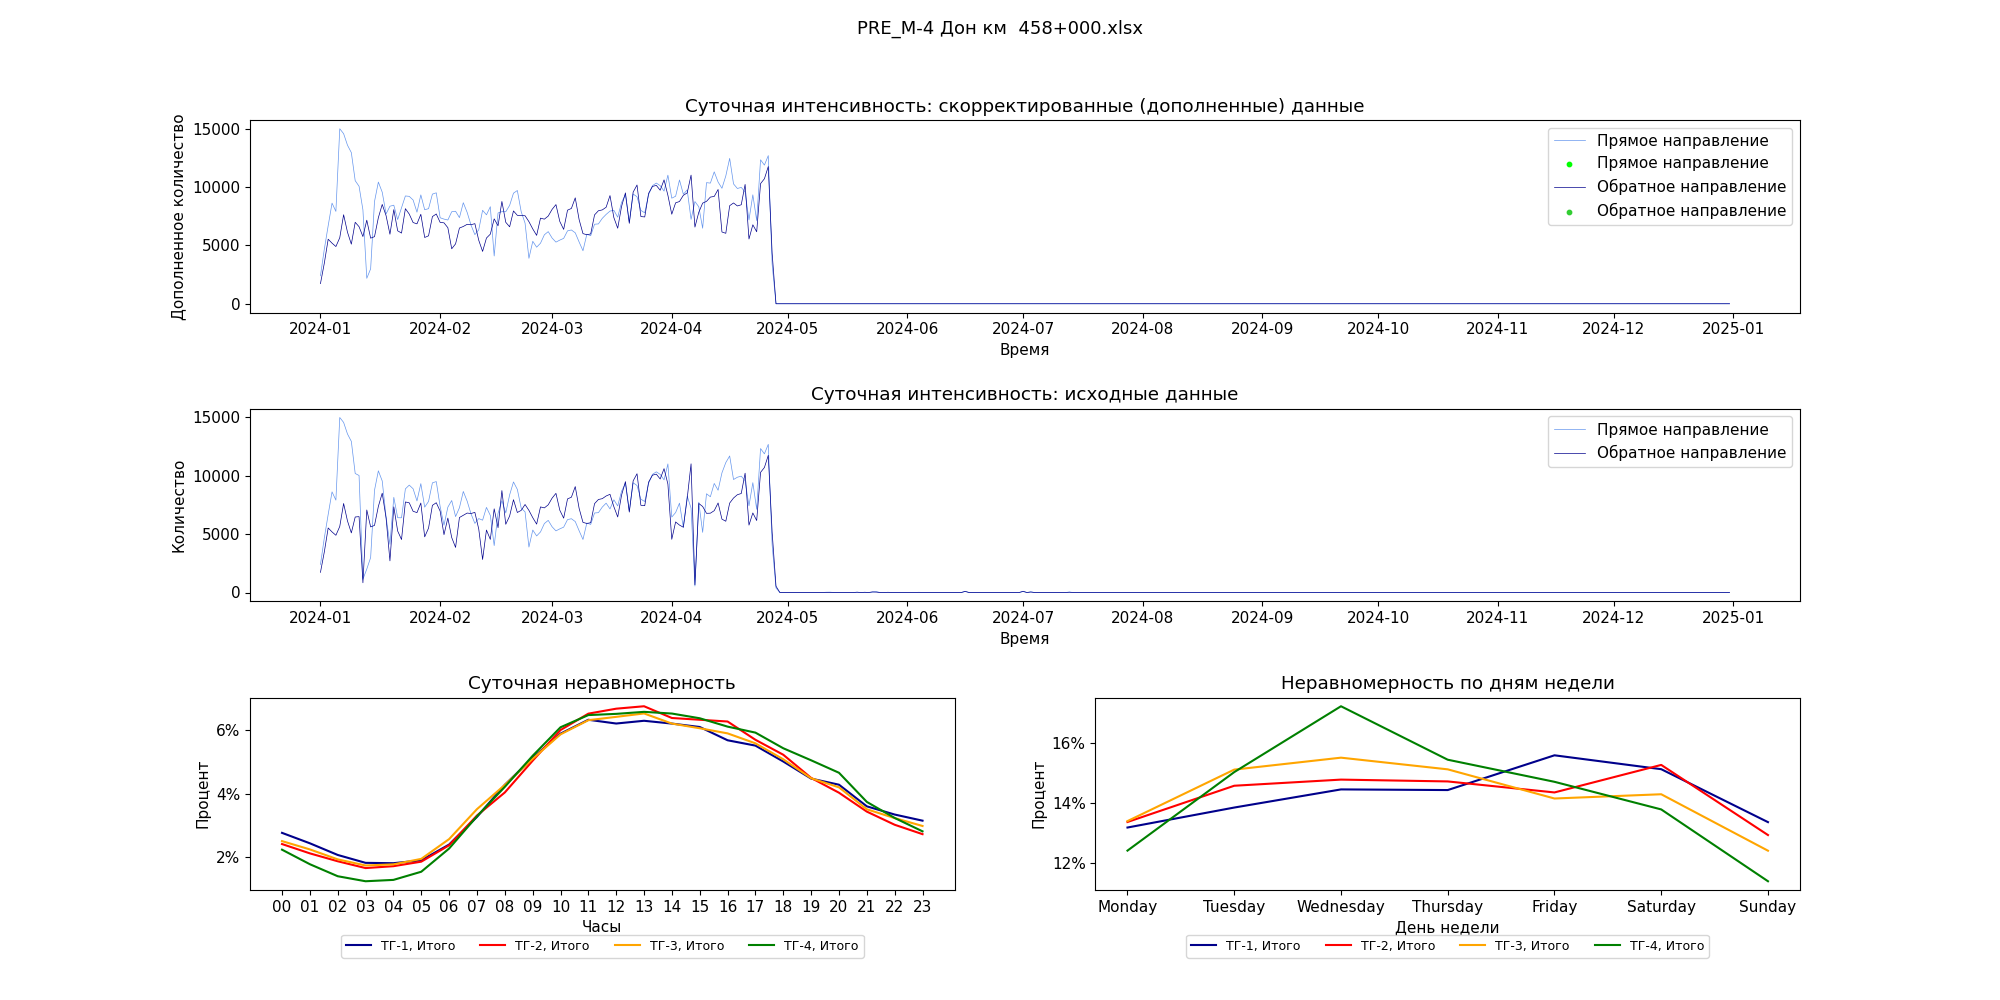 PRE_M-4 Дон км  458+000.xlsx
Суточная интенсивность: скорректированные (дополненные) данные
Дополненное количество
15000
10000
5000
0
Прямое направление
Прямое направление
Обратное направление
Обратное направление
2024-01 2024-02 2024-03 2024-04 2024-05 2024-06 2024-07 2024-08 2024-09 2024-10 2024-11 2024-12 2025-01
Время
Суточная интенсивность: исходные данные
Количество
15000
10000
5000
0
Прямое направление
Обратное направление
2024-01 2024-02 2024-03 2024-04 2024-05 2024-06 2024-07 2024-08 2024-09 2024-10 2024-11 2024-12 2025-01
Время
Суточная неравномерность
Процент
6%
4%
2%
00 01 02 03 04 05 06 07 08 09 10 11 12 13 14 15 16 17 18 19 20 21 22 23
Часы
ТГ-1, Итого ТГ-2, Итого ТГ-3, Итого ТГ-4, Итого
Неравномерность по дням недели
Процент
16%
14%
12%
Monday Tuesday Wednesday Thursday Friday Saturday Sunday
День недели
ТГ-1, Итого ТГ-2, Итого ТГ-3, Итого ТГ-4, Итого